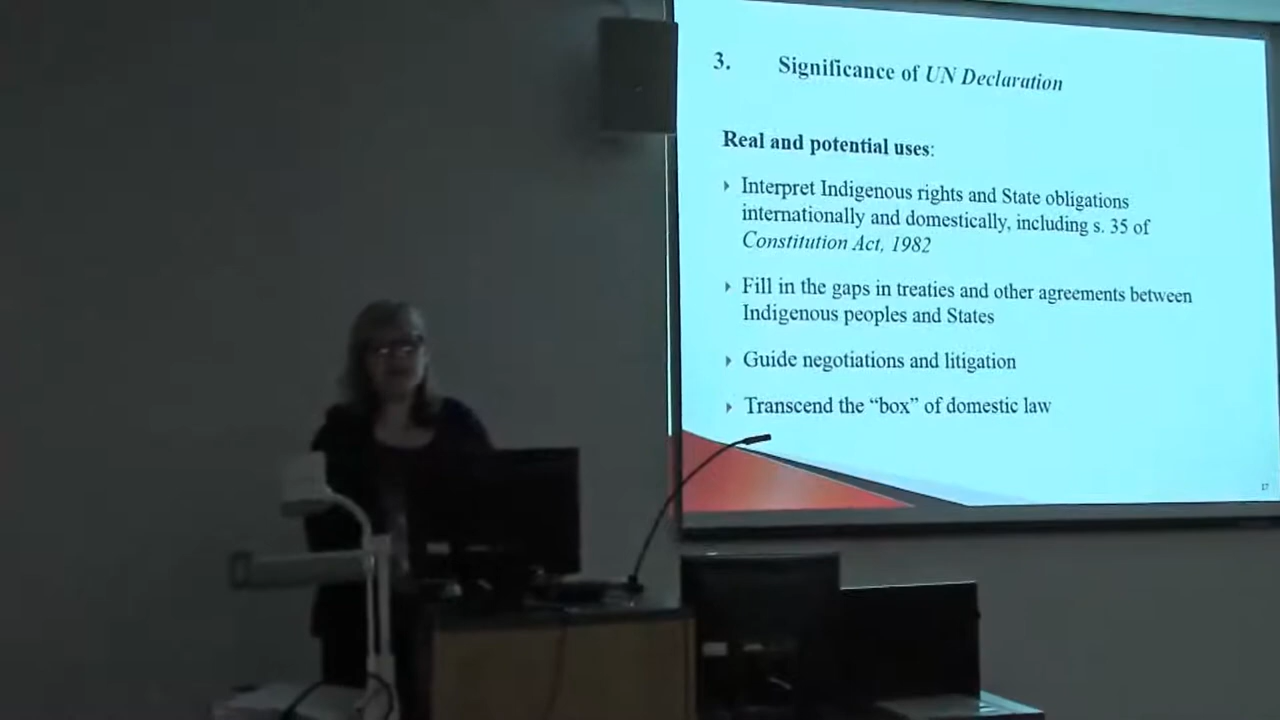 3. Significance of UN Declaration
Real and potential uses:
Interpret Indigenous rights and State obligations
internationally and domestically, including s. 35 of
Constitution Act, 1982
Fill in the gaps in treaties and other agreements between
Indigenous peoples and States
Guide negotiations and litigation
Transcend the “box” of domestic law
17